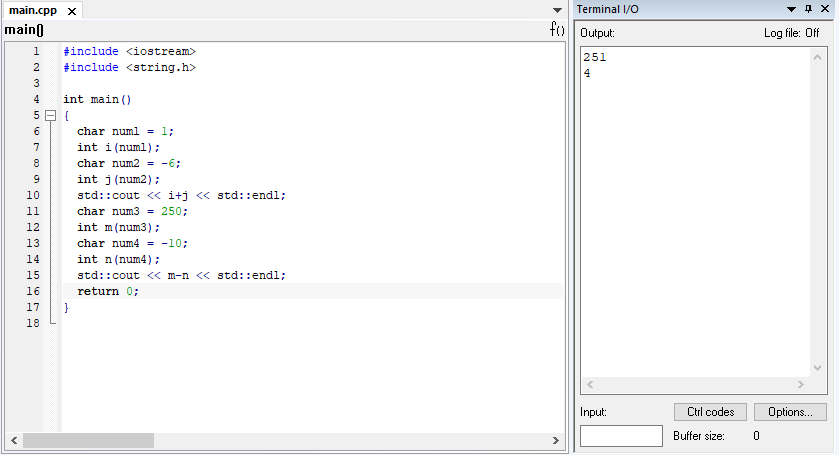 main.cpp
main()
f()
1 #include <iostream>
2 #include <string.h>
3
4 int main()
5 {
6 char num1 = 1;
7 int i(num1);
8 char num2 = -6;
9 int j(num2);
10 std::cout << i+j << std::endl;
11 char num3 = 250;
12 int m(num3);
13 char num4 = -10;
14 int n(num4);
15 std::cout << m-n << std::endl;
16 return 0;
17 }
18
Terminal I/O
Output: Log file: Off
251
4
Input: Ctrl codes Options...
Buffer size: 0